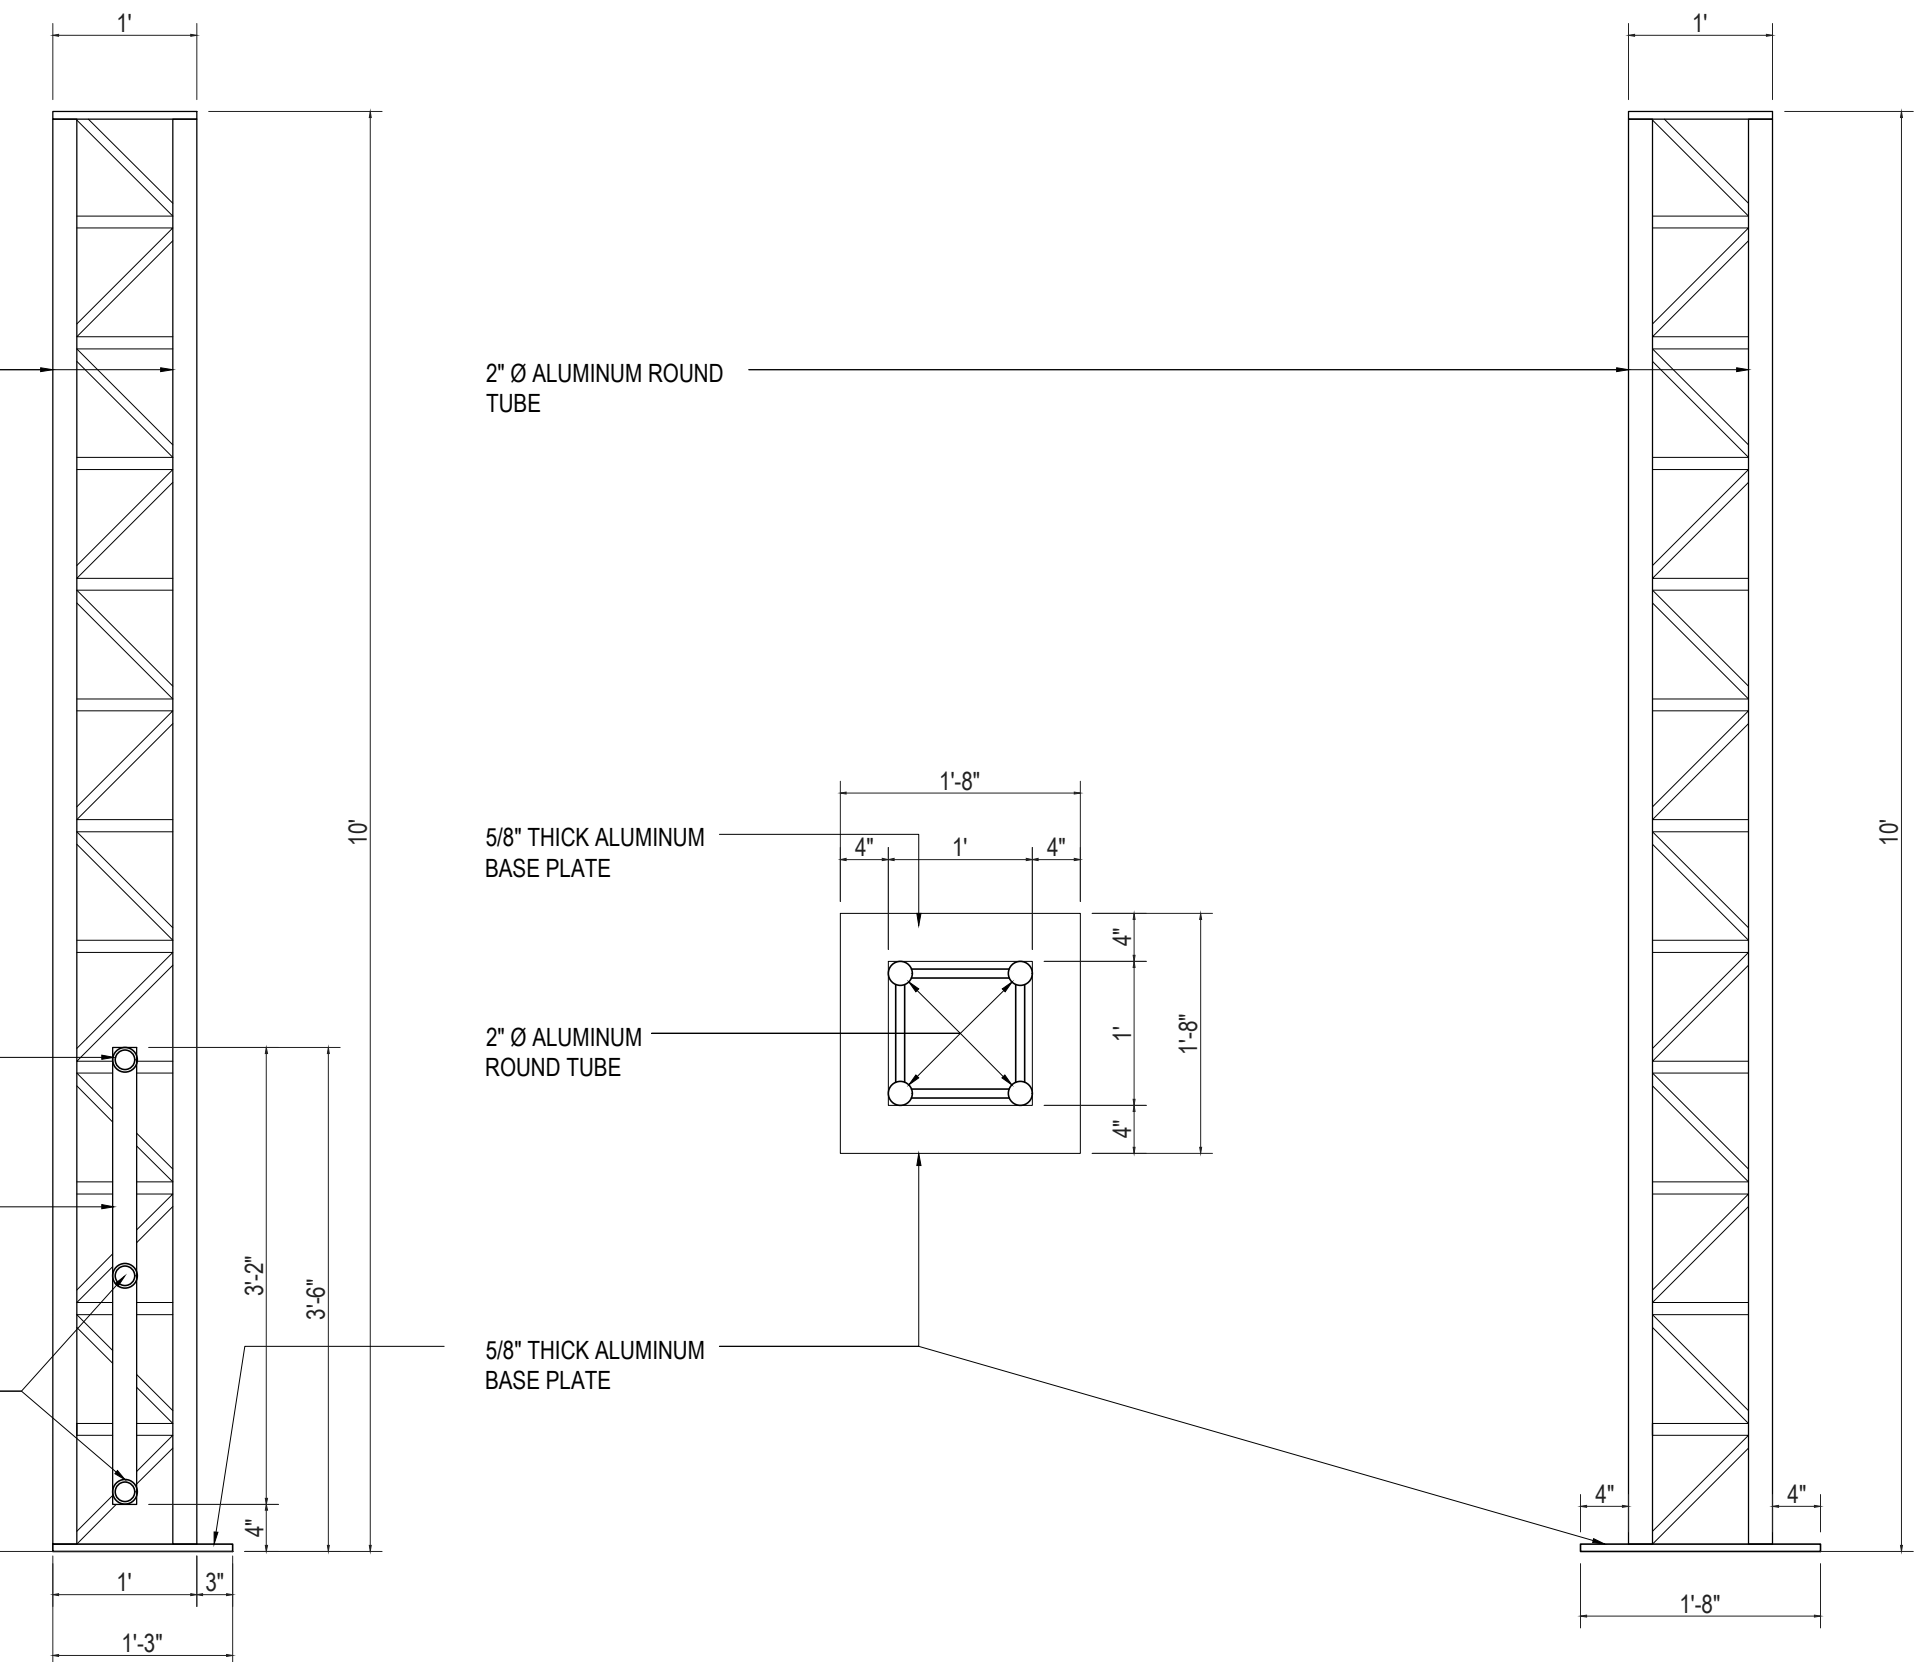 1'
1'
2" Ø ALUMINUM ROUND
TUBE
1'-8"
10'
10'
5/8" THICK ALUMINUM
BASE PLATE
4"
1'
4"
4"
2" Ø ALUMINUM
ROUND TUBE
1'
1'-8"
4"
3'-2"
3'-6"
5/8" THICK ALUMINUM
BASE PLATE
4"
4"
4"
1'
3"
1'-8"
1'-3"